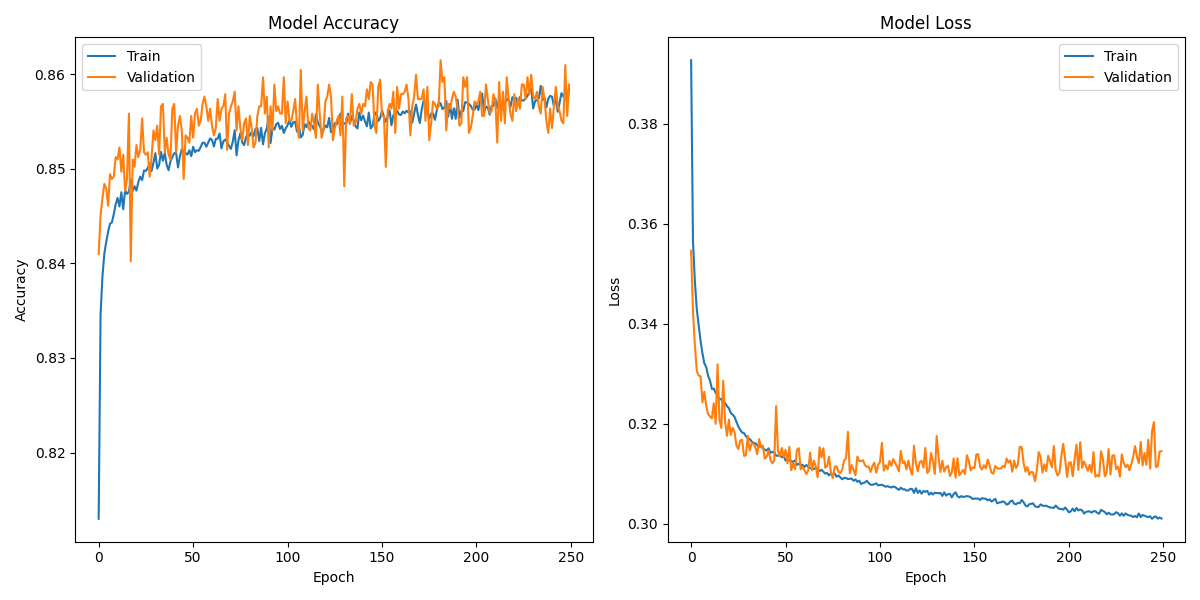 Model Accuracy
Train
Validation
0.86
0.85
0.84
0.83
0.82
Accuracy
0
50
100
150
200
250
Epoch
Model Loss
Train
Validation
0.38
0.36
0.34
0.32
0.30
Loss
0
50
100
150
200
250
Epoch